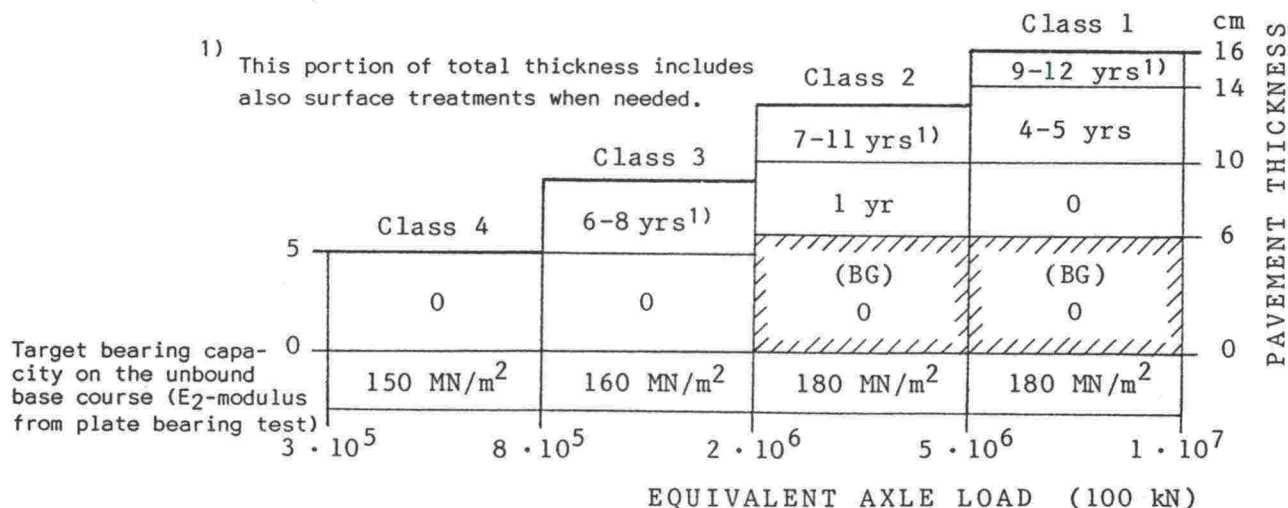 Class 1
cm
1)
This portion of total thickness includes
also surface treatments when needed.
16
9-12 yrs1)
14
Class 2
7-11 yrs1)
4-5 yrs
10
Class 3
6-8 yrs1)
1 yr
0
Class 4
5
6
0
0
(BG)
0
(BG)
0
0
0
PAVEMENT THICKNESS
Target bearing capa-
city on the unbound
base course (E2-modulus
from plate bearing test)
150 MN/m2
160 MN/m2
180 MN/m2
180 MN/m2
3 · 10^5
8 · 10^5
2 · 10^6
5 · 10^6
1 · 10^7
EQUIVALENT AXLE LOAD (100 kN)